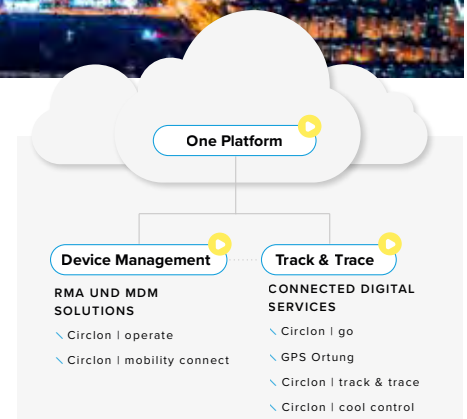 One Platform
Device Management
RMA UND MDM
SOLUTIONS
Circlon | operate
Circlon | mobility connect
Track & Trace
CONNECTED DIGITAL
SERVICES
Circlon | go
GPS Ortung
Circlon | track & trace
Circlon | cool control